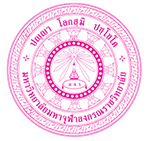 ปญฺญา โลกสฺมิ ปชฺโชโต
มหาวิทยาลัยมหาจุฬาลงกรณราชวิทยาลัย